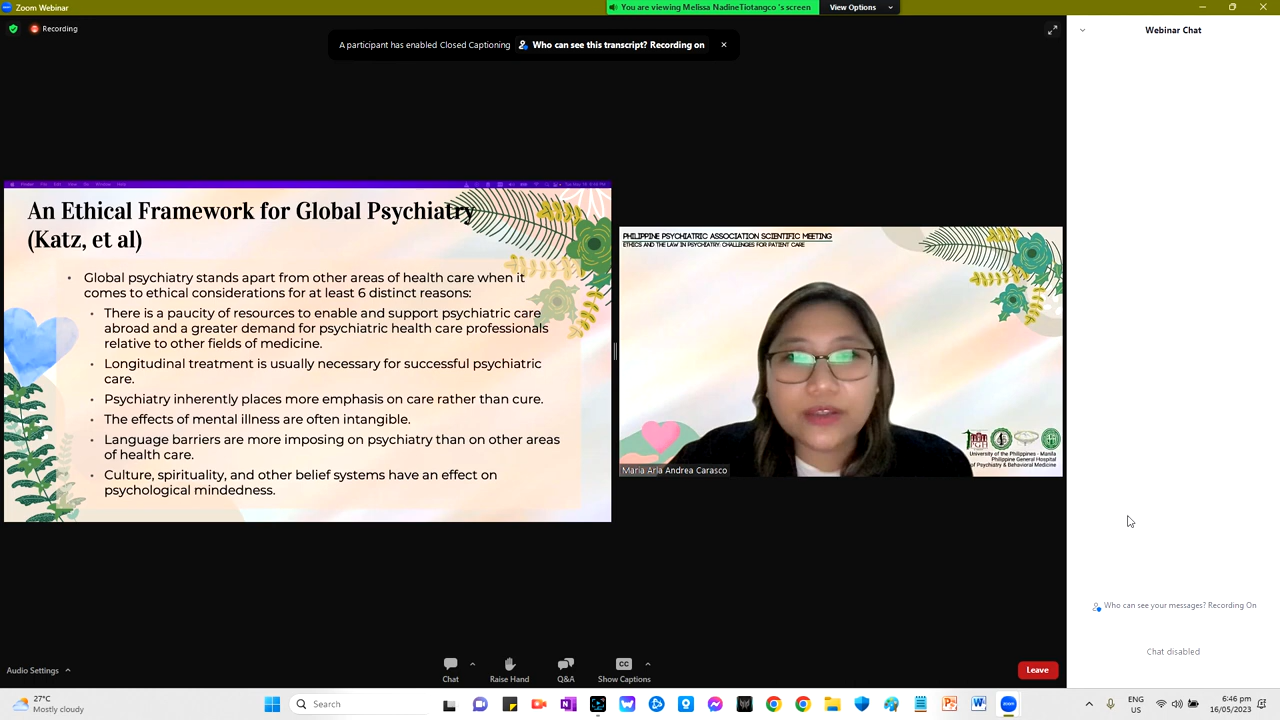 Zoom Webinar
You are viewing Melissa NadineTiotangco 's screen
View Options
Recording
A participant has enabled Closed Captioning
Who can see this transcript? Recording on
Webinar Chat
An Ethical Framework for Global Psychiatry
(Katz, et al)
• Global psychiatry stands apart from other areas of health care when it
comes to ethical considerations for at least 6 distinct reasons:
• There is a paucity of resources to enable and support psychiatric care
abroad and a greater demand for psychiatric health care professionals
relative to other fields of medicine.
• Longitudinal treatment is usually necessary for successful psychiatric
care.
• Psychiatry inherently places more emphasis on care rather than cure.
• The effects of mental illness are often intangible.
• Language barriers are more imposing on psychiatry than on other areas
of health care.
• Culture, spirituality, and other belief systems have an effect on
psychological mindedness.
PHILIPPINE PSYCHIATRIC ASSOCIATION SCIENTIFIC MEETING
ETHICS AND THE LAW IN PSYCHIATRY: CHALLENGES FOR PATIENT CARE
University of the Philippines - Manila
Philippine General Hospital
of Psychiatry & Behavioral Medicine
Maria Arla Andrea Carasco
Who can see your messages? Recording On
Chat disabled
Audio Settings
Chat
Raise Hand
Q&A
CC
Show Captions
Leave
27°C
Mostly cloudy
Search
zoom
ENG
US
6:46 pm
16/05/2023